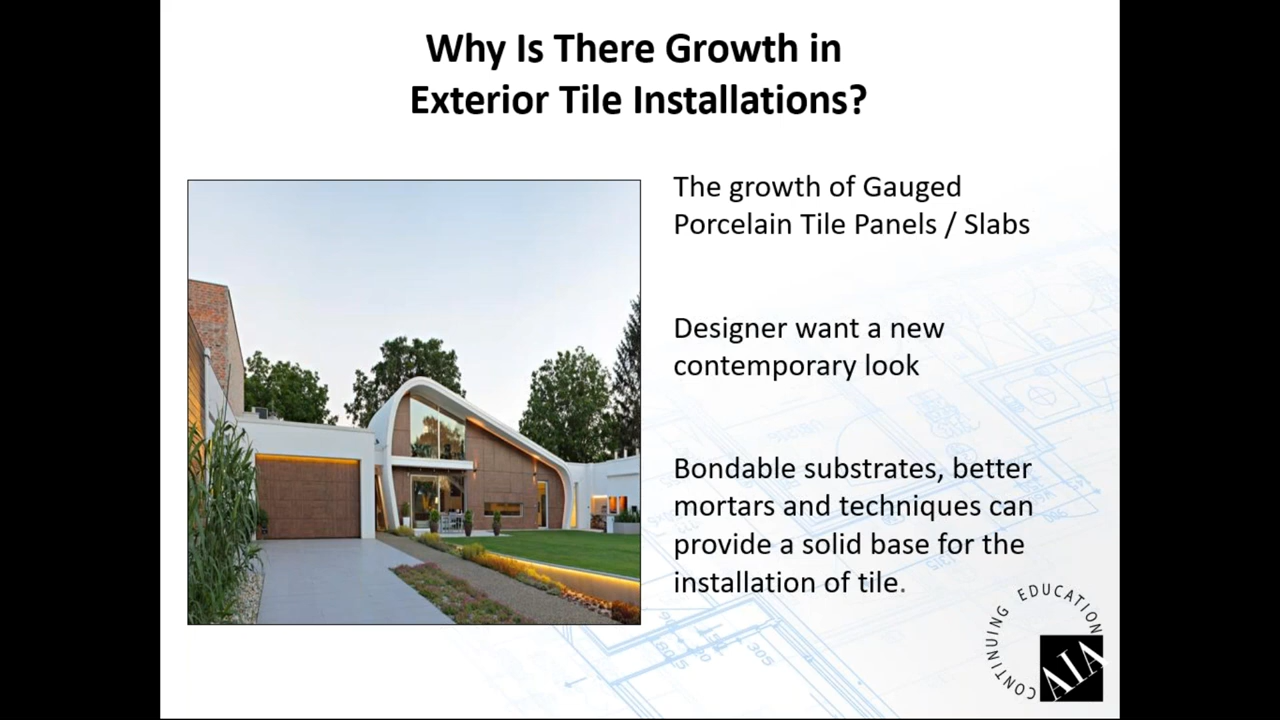 Why Is There Growth in
Exterior Tile Installations?
The growth of Gauged
Porcelain Tile Panels / Slabs
Designer want a new
contemporary look
Bondable substrates, better
mortars and techniques can
provide a solid base for the
installation of tile.
CONTINUING EDUCATION
AIA
305